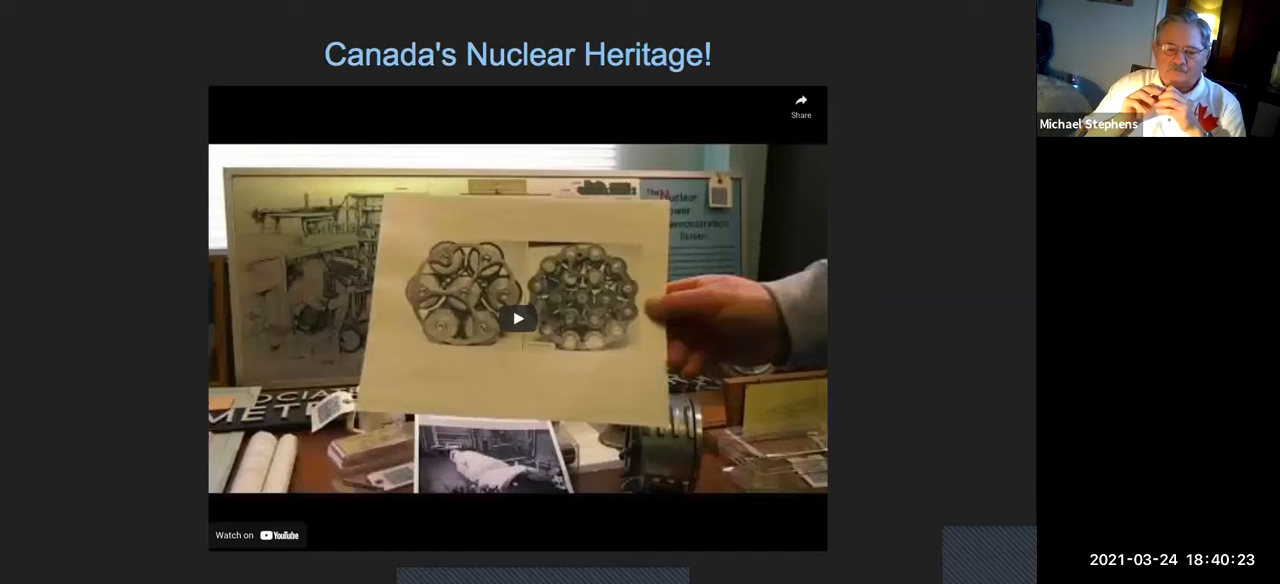 Canada's Nuclear Heritage!
Share
The Nuclear
Power
Demonstration
Station
METE
Watch on YouTube
Michael Stephens
2021-03-24 18:40:23